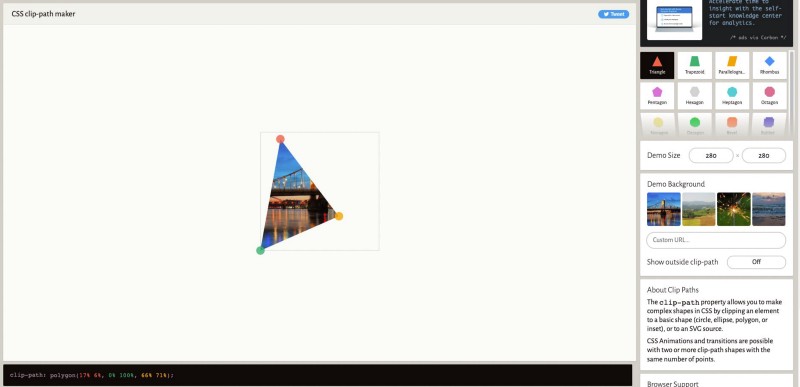 CSS clip-path maker
Tweet
Accelerate time to
insight with the self-
start knowledge center
for analytics.
/* ads via Carbon */
Triangle
Trapezoid
Parallelogra...
Rhombus
Pentagon
Hexagon
Heptagon
Octagon
Nonagon
Decagon
Bevel
Rabbet
Demo Size
280
×
280
Demo Background
Custom URL...
Show outside clip-path
Off
About Clip Paths
The clip-path property allows you to make
complex shapes in CSS by clipping an element
to a basic shape (circle, ellipse, polygon, or
inset), or to an SVG source.
CSS Animations and transitions are possible
with two or more clip-path shapes with the
same number of points.
Browser Support
clip-path: polygon(17% 6%, 0% 100%, 66% 71%);